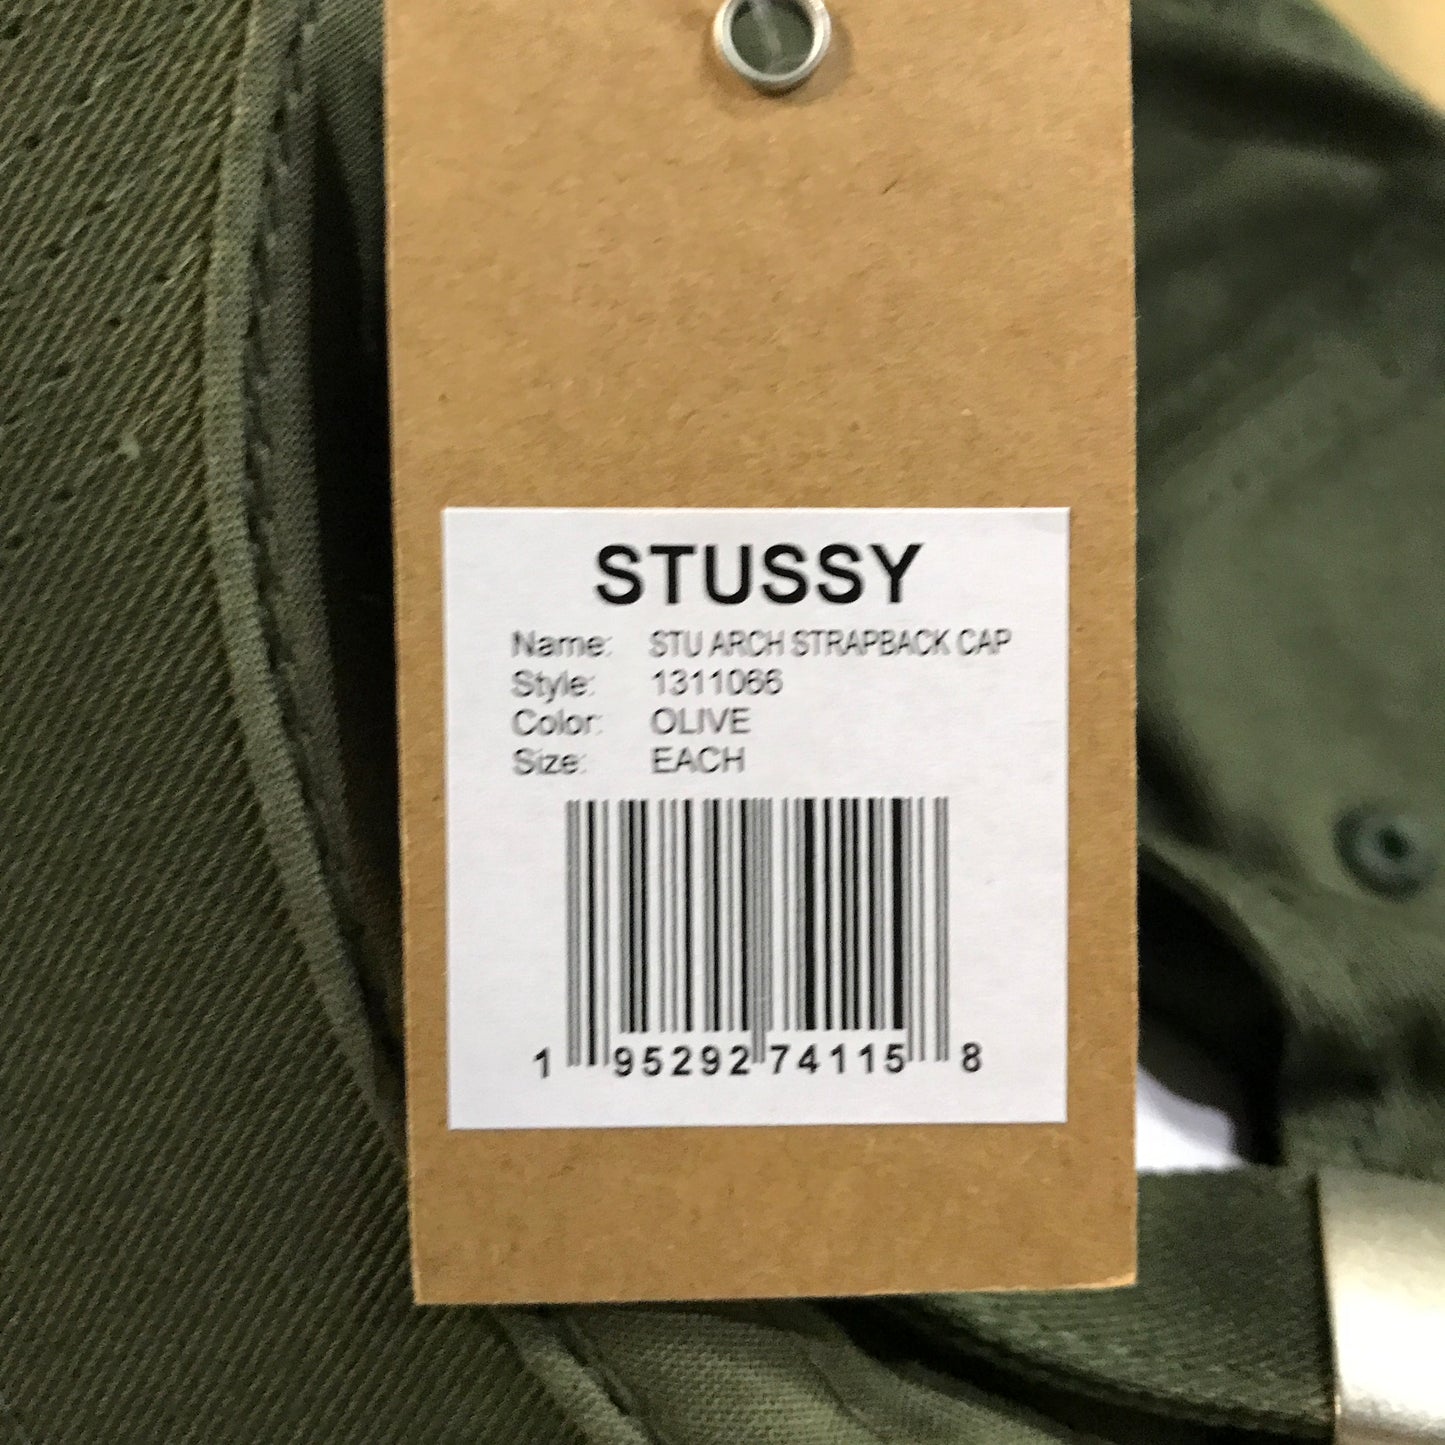 STUSSY
Name: STU ARCH STRAPBACK CAP
Style: 1311066
Color: OLIVE
Size: EACH
1 95292 74115 8